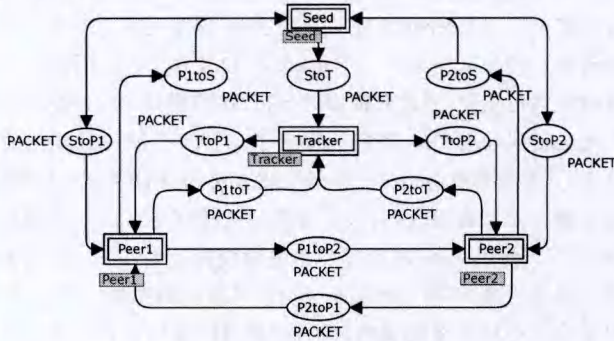 Seed
Seed
P1toS
StoT
P2toS
PACKET
PACKET
PACKET
PACKET
PACKET
PACKET
StoP1
TtoP1
Tracker
TtoP2
StoP2
Tracker
PACKET
P1toT
P2toT
PACKET
PACKET
Peer1
P1toP2
Peer2
Peer1
PACKET
Peer2
P2toP1
PACKET